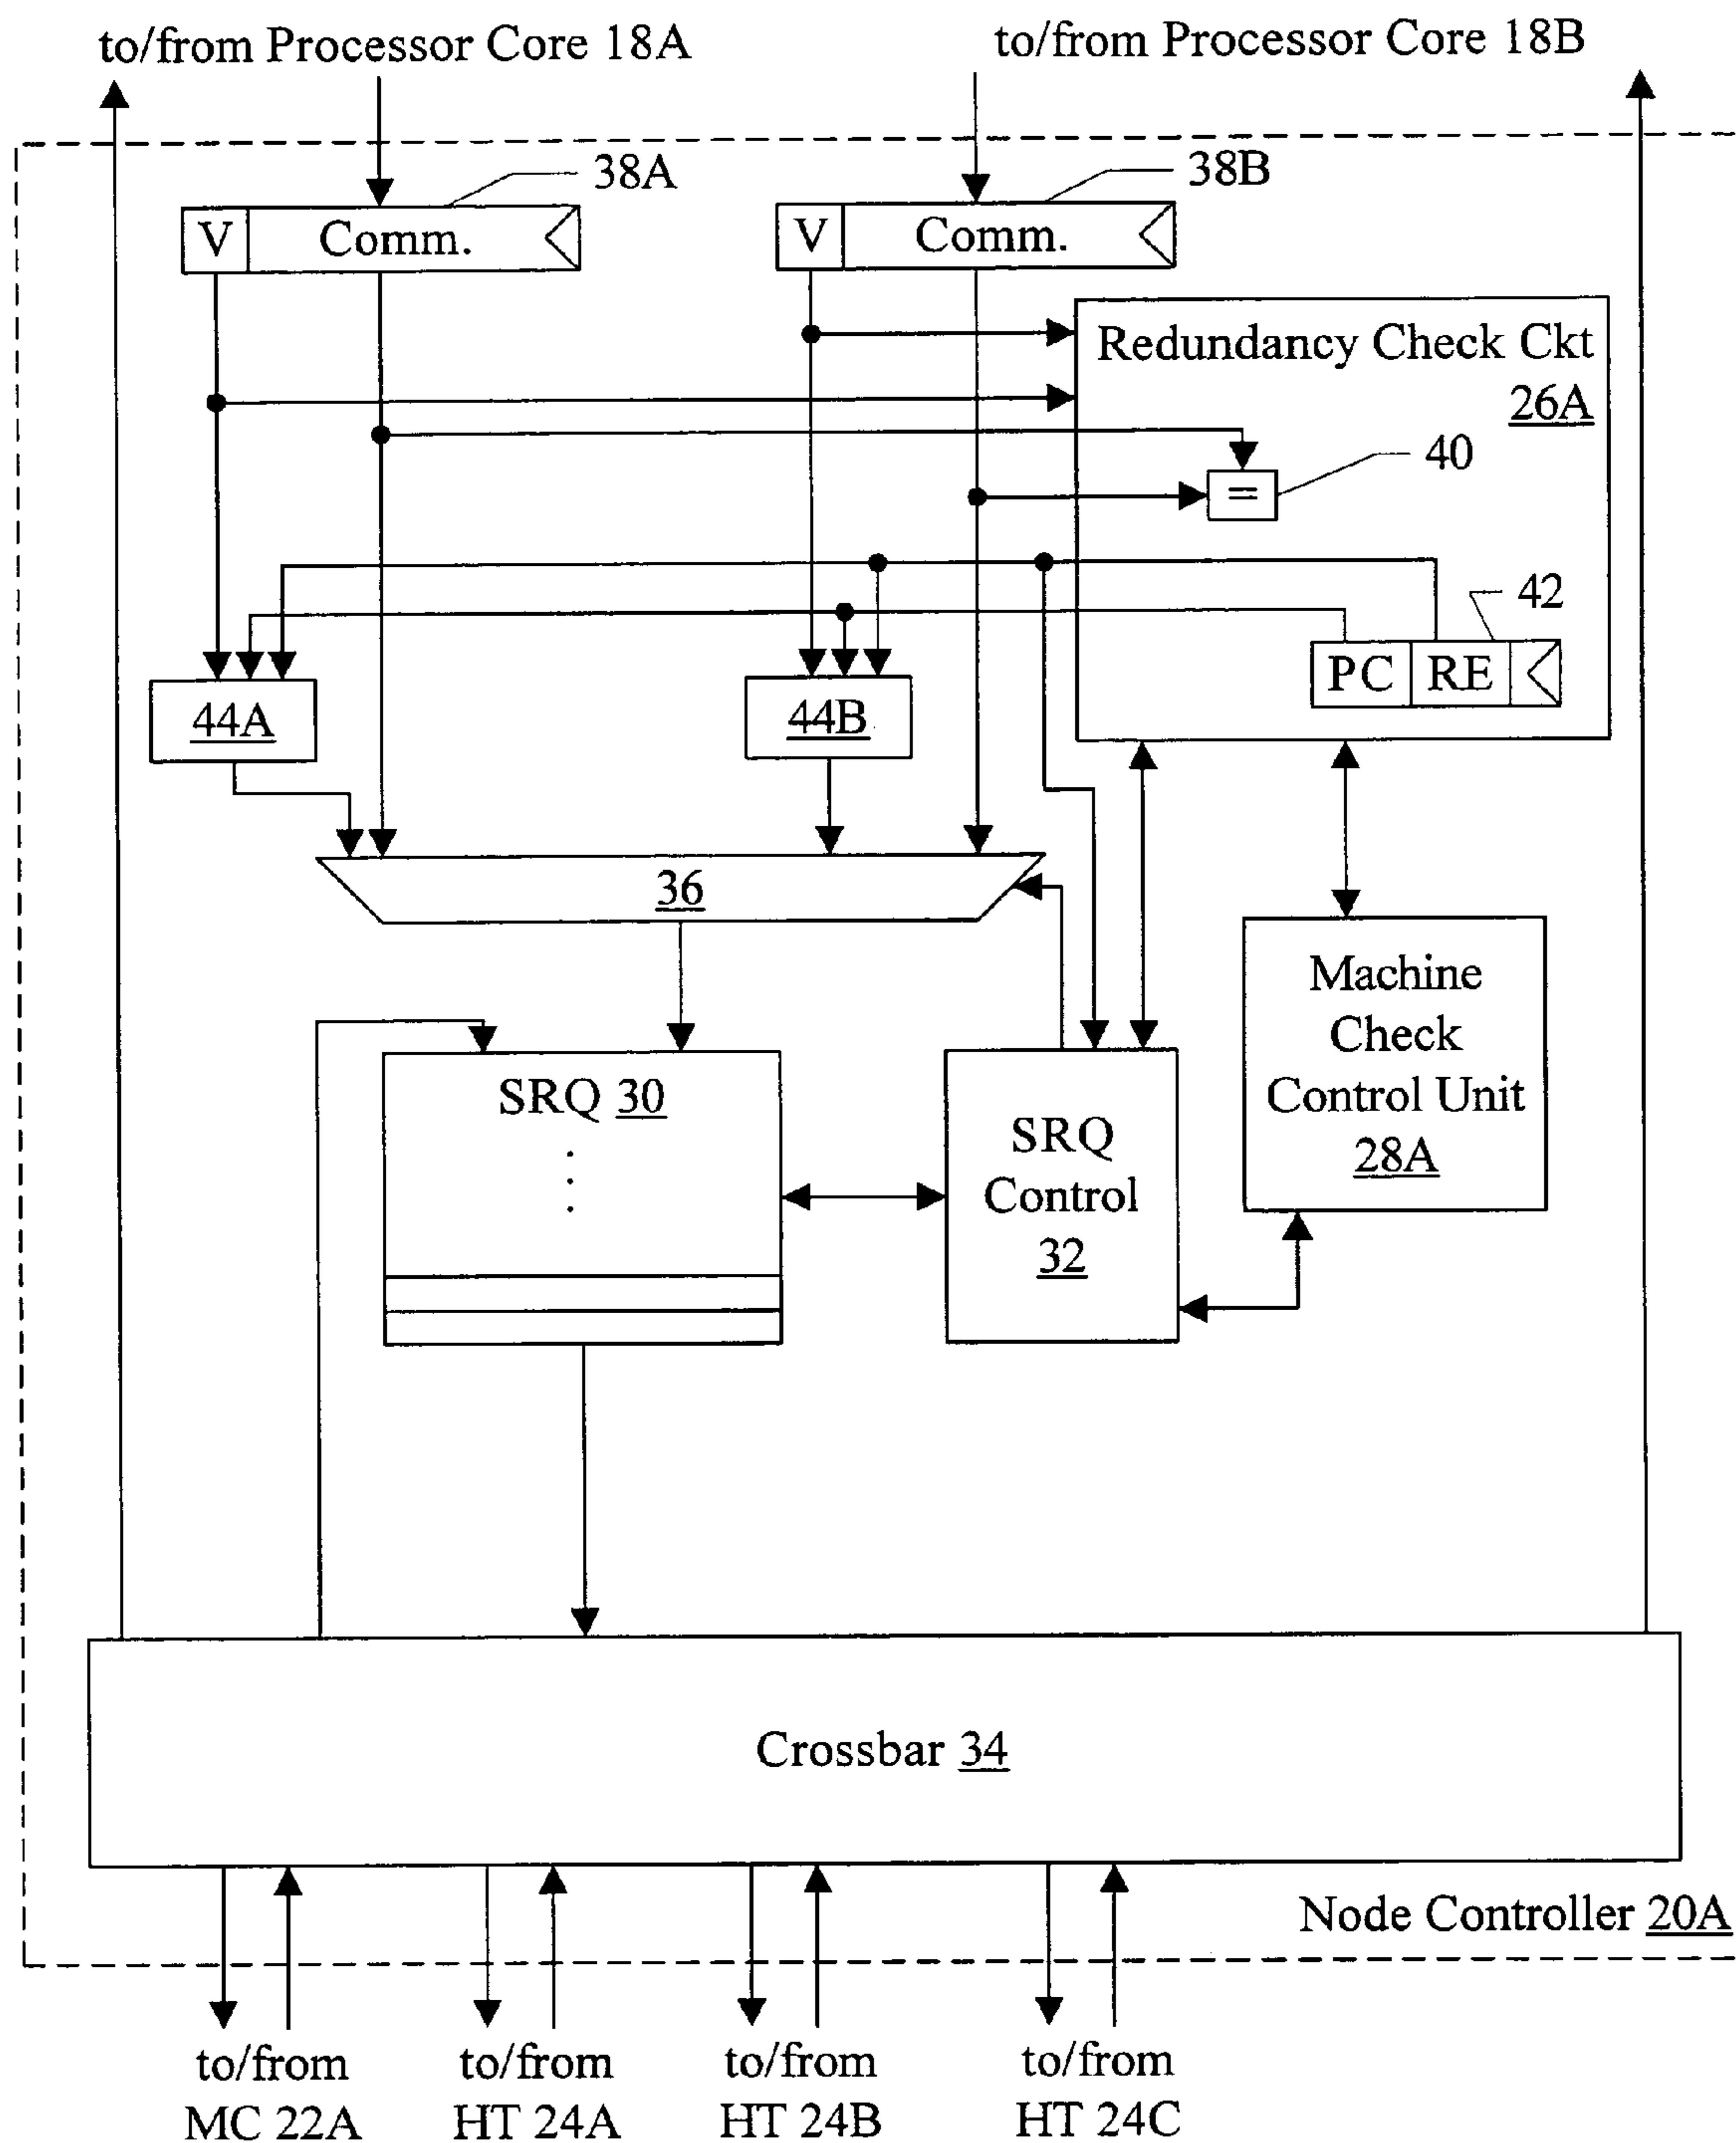 to/from Processor Core 18A
to/from Processor Core 18B
38A
38B
V
Comm.
V
Comm.
Redundancy Check Ckt
26A
40
=
42
PC
RE
44A
44B
36
Machine
Check
Control Unit
28A
SRQ 30
SRQ
Control
32
Crossbar 34
Node Controller 20A
to/from
MC 22A
to/from
HT 24A
to/from
HT 24B
to/from
HT 24C